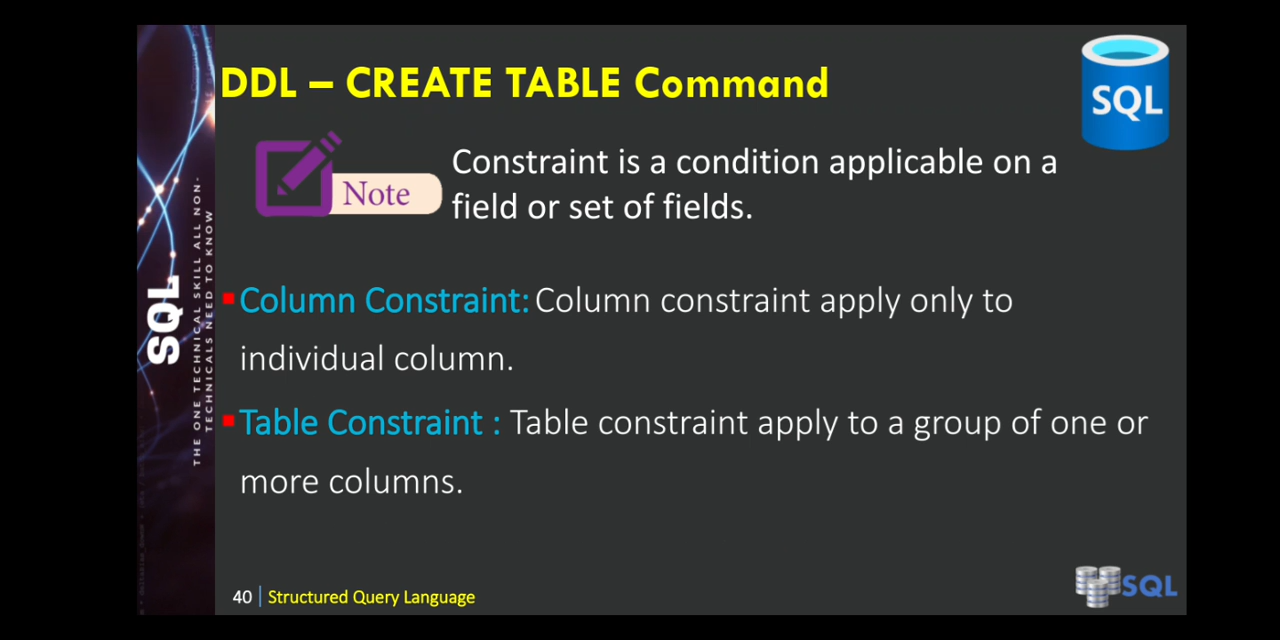 DDL – CREATE TABLE Command
SQL
Note
Constraint is a condition applicable on a
field or set of fields.
Column Constraint: Column constraint apply only to
individual column.
Table Constraint : Table constraint apply to a group of one or
more columns.
SQL
THE ONE TECHNICAL SKILL ALL NON-
TECHNICALS NEED TO KNOW
40 | Structured Query Language
SQL